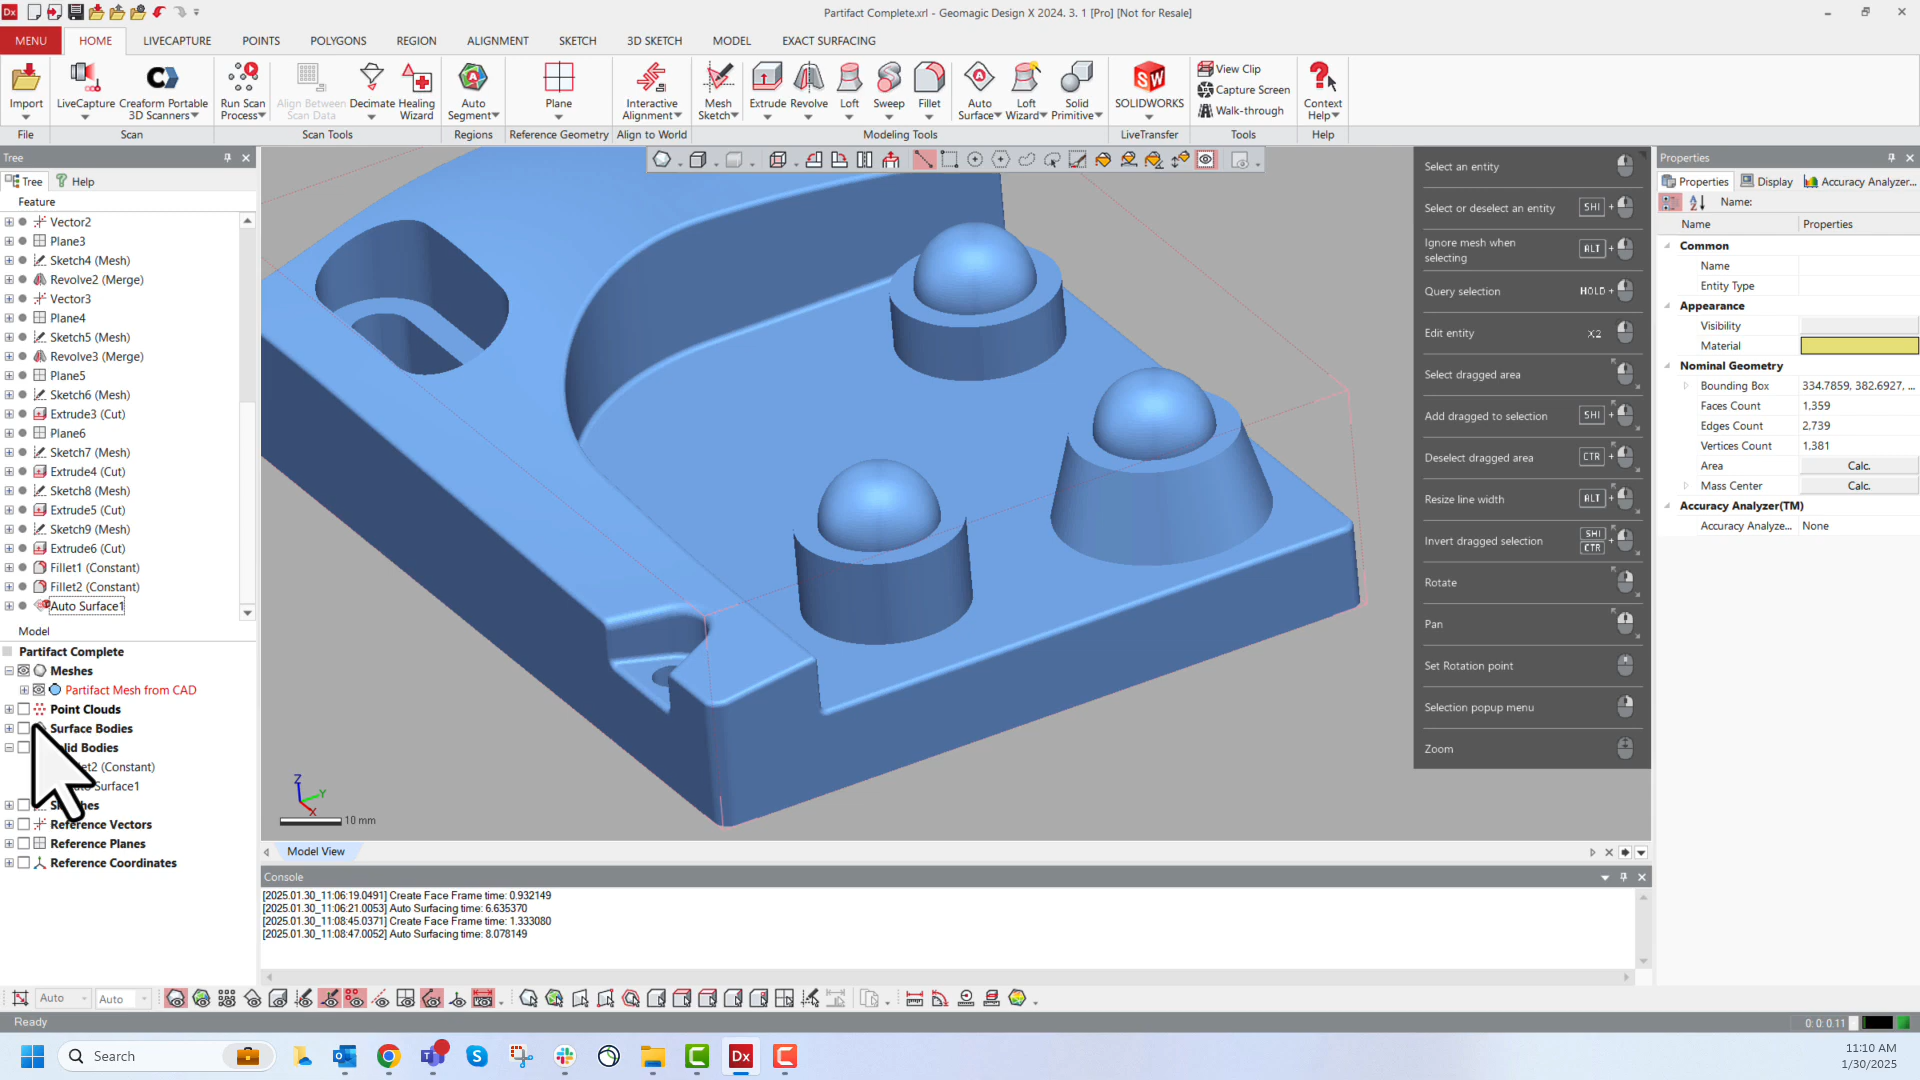 Partifact Complete.xrl - Geomagic Design X 2024. 3. 1 [Pro] [Not for Resale]
MENU HOME LIVECAPTURE POINTS POLYGONS REGION ALIGNMENT SKETCH 3D SKETCH MODEL EXACT SURFACING
Import
LiveCapture
Creaform Portable 3D Scanners
Run Scan Process
Align Between Scan Data
Decimate
Healing Wizard
Auto Segment
Plane
Interactive Alignment
Mesh Sketch
Extrude
Revolve
Loft
Sweep
Fillet
Auto Surface
Loft Wizard
Solid Primitive
SOLIDWORKS
View Clip
Capture Screen
Walk-through
Context Help
File Scan Scan Tools Regions Reference Geometry Align to World Modeling Tools LiveTransfer Tools Help
Tree
Tree Help
Feature
Vector2
Plane3
Sketch4 (Mesh)
Revolve2 (Merge)
Vector3
Plane4
Sketch5 (Mesh)
Revolve3 (Merge)
Plane5
Sketch6 (Mesh)
Extrude3 (Cut)
Plane6
Sketch7 (Mesh)
Extrude4 (Cut)
Sketch8 (Mesh)
Extrude5 (Cut)
Sketch9 (Mesh)
Extrude6 (Cut)
Fillet1 (Constant)
Fillet2 (Constant)
Auto Surface1
Model
Partifact Complete
Meshes
Partifact Mesh from CAD
Point Clouds
Surface Bodies
Bodies
(Constant)
Surface1
Reference Vectors
Reference Planes
Reference Coordinates
Z
Y
X
10 mm
Select an entity
Select or deselect an entity SHI +
Ignore mesh when selecting ALT +
Query selection HOLD +
Edit entity X2
Select dragged area
Add dragged to selection SHI +
Deselect dragged area CTR +
Resize line width ALT +
Invert dragged selection SHI CTR +
Rotate
Pan
Set Rotation point
Selection popup menu
Zoom
Model View
Console
[2025.01.30_11:06:19.0491] Create Face Frame time: 0.932149
[2025.01.30_11:06:21.0053] Auto Surfacing time: 6.635370
[2025.01.30_11:08:45.0371] Create Face Frame time: 1.333080
[2025.01.30_11:08:47.0052] Auto Surfacing time: 8.078149
Properties
Properties Display Accuracy Analyzer...
Name:
Name Properties
Common
Name
Entity Type
Appearance
Visibility
Material
Nominal Geometry
Bounding Box 334.7859, 382.6927, ...
Faces Count 1,359
Edges Count 2,739
Vertices Count 1,381
Area Calc.
Mass Center Calc.
Accuracy Analyzer(TM)
Accuracy Analyze... None
Auto Auto
Ready
0: 0: 0.11
Search
11:10 AM
1/30/2025